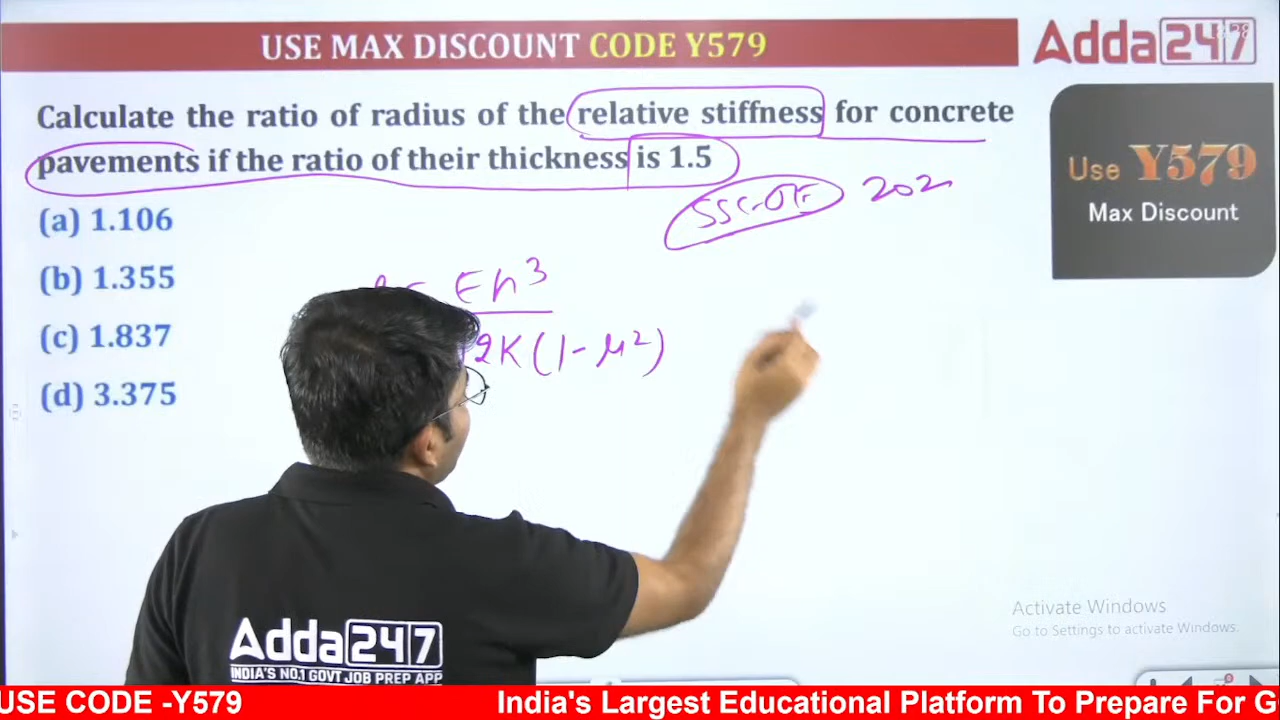 USE MAX DISCOUNT CODE Y579
Adda247
Calculate the ratio of radius of the relative stiffness for concrete
pavements if the ratio of their thickness is 1.5
Use Y579
Max Discount
(a) 1.106
(b) 1.355
(c) 1.837
(d) 3.375
SSC-JE 202
Eh³
2K(1-μ²)
Activate Windows
Go to Settings to activate Windows.
Adda247
INDIA'S NO.1 GOVT JOB PREP APP
USE CODE -Y579
India's Largest Educational Platform To Prepare For G